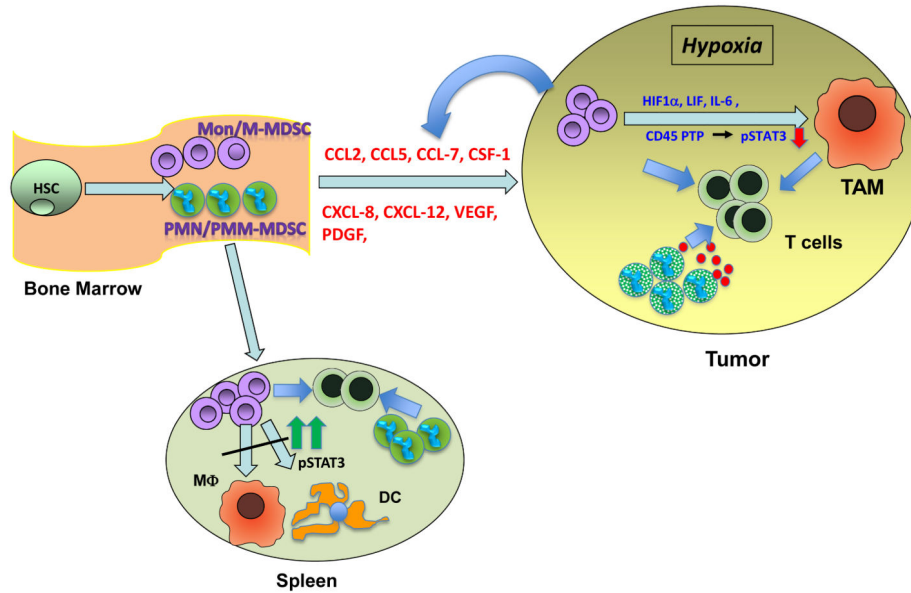 Hypoxia
HIF1α, LIF, IL-6 ,
CD45 PTP
pSTAT3
TAM
T cells
Tumor
Mon/M-MDSC
HSC
PMN/PMM-MDSC
Bone Marrow
CCL2, CCL5, CCL-7, CSF-1
CXCL-8, CXCL-12, VEGF,
PDGF,
pSTAT3
MΦ
DC
Spleen